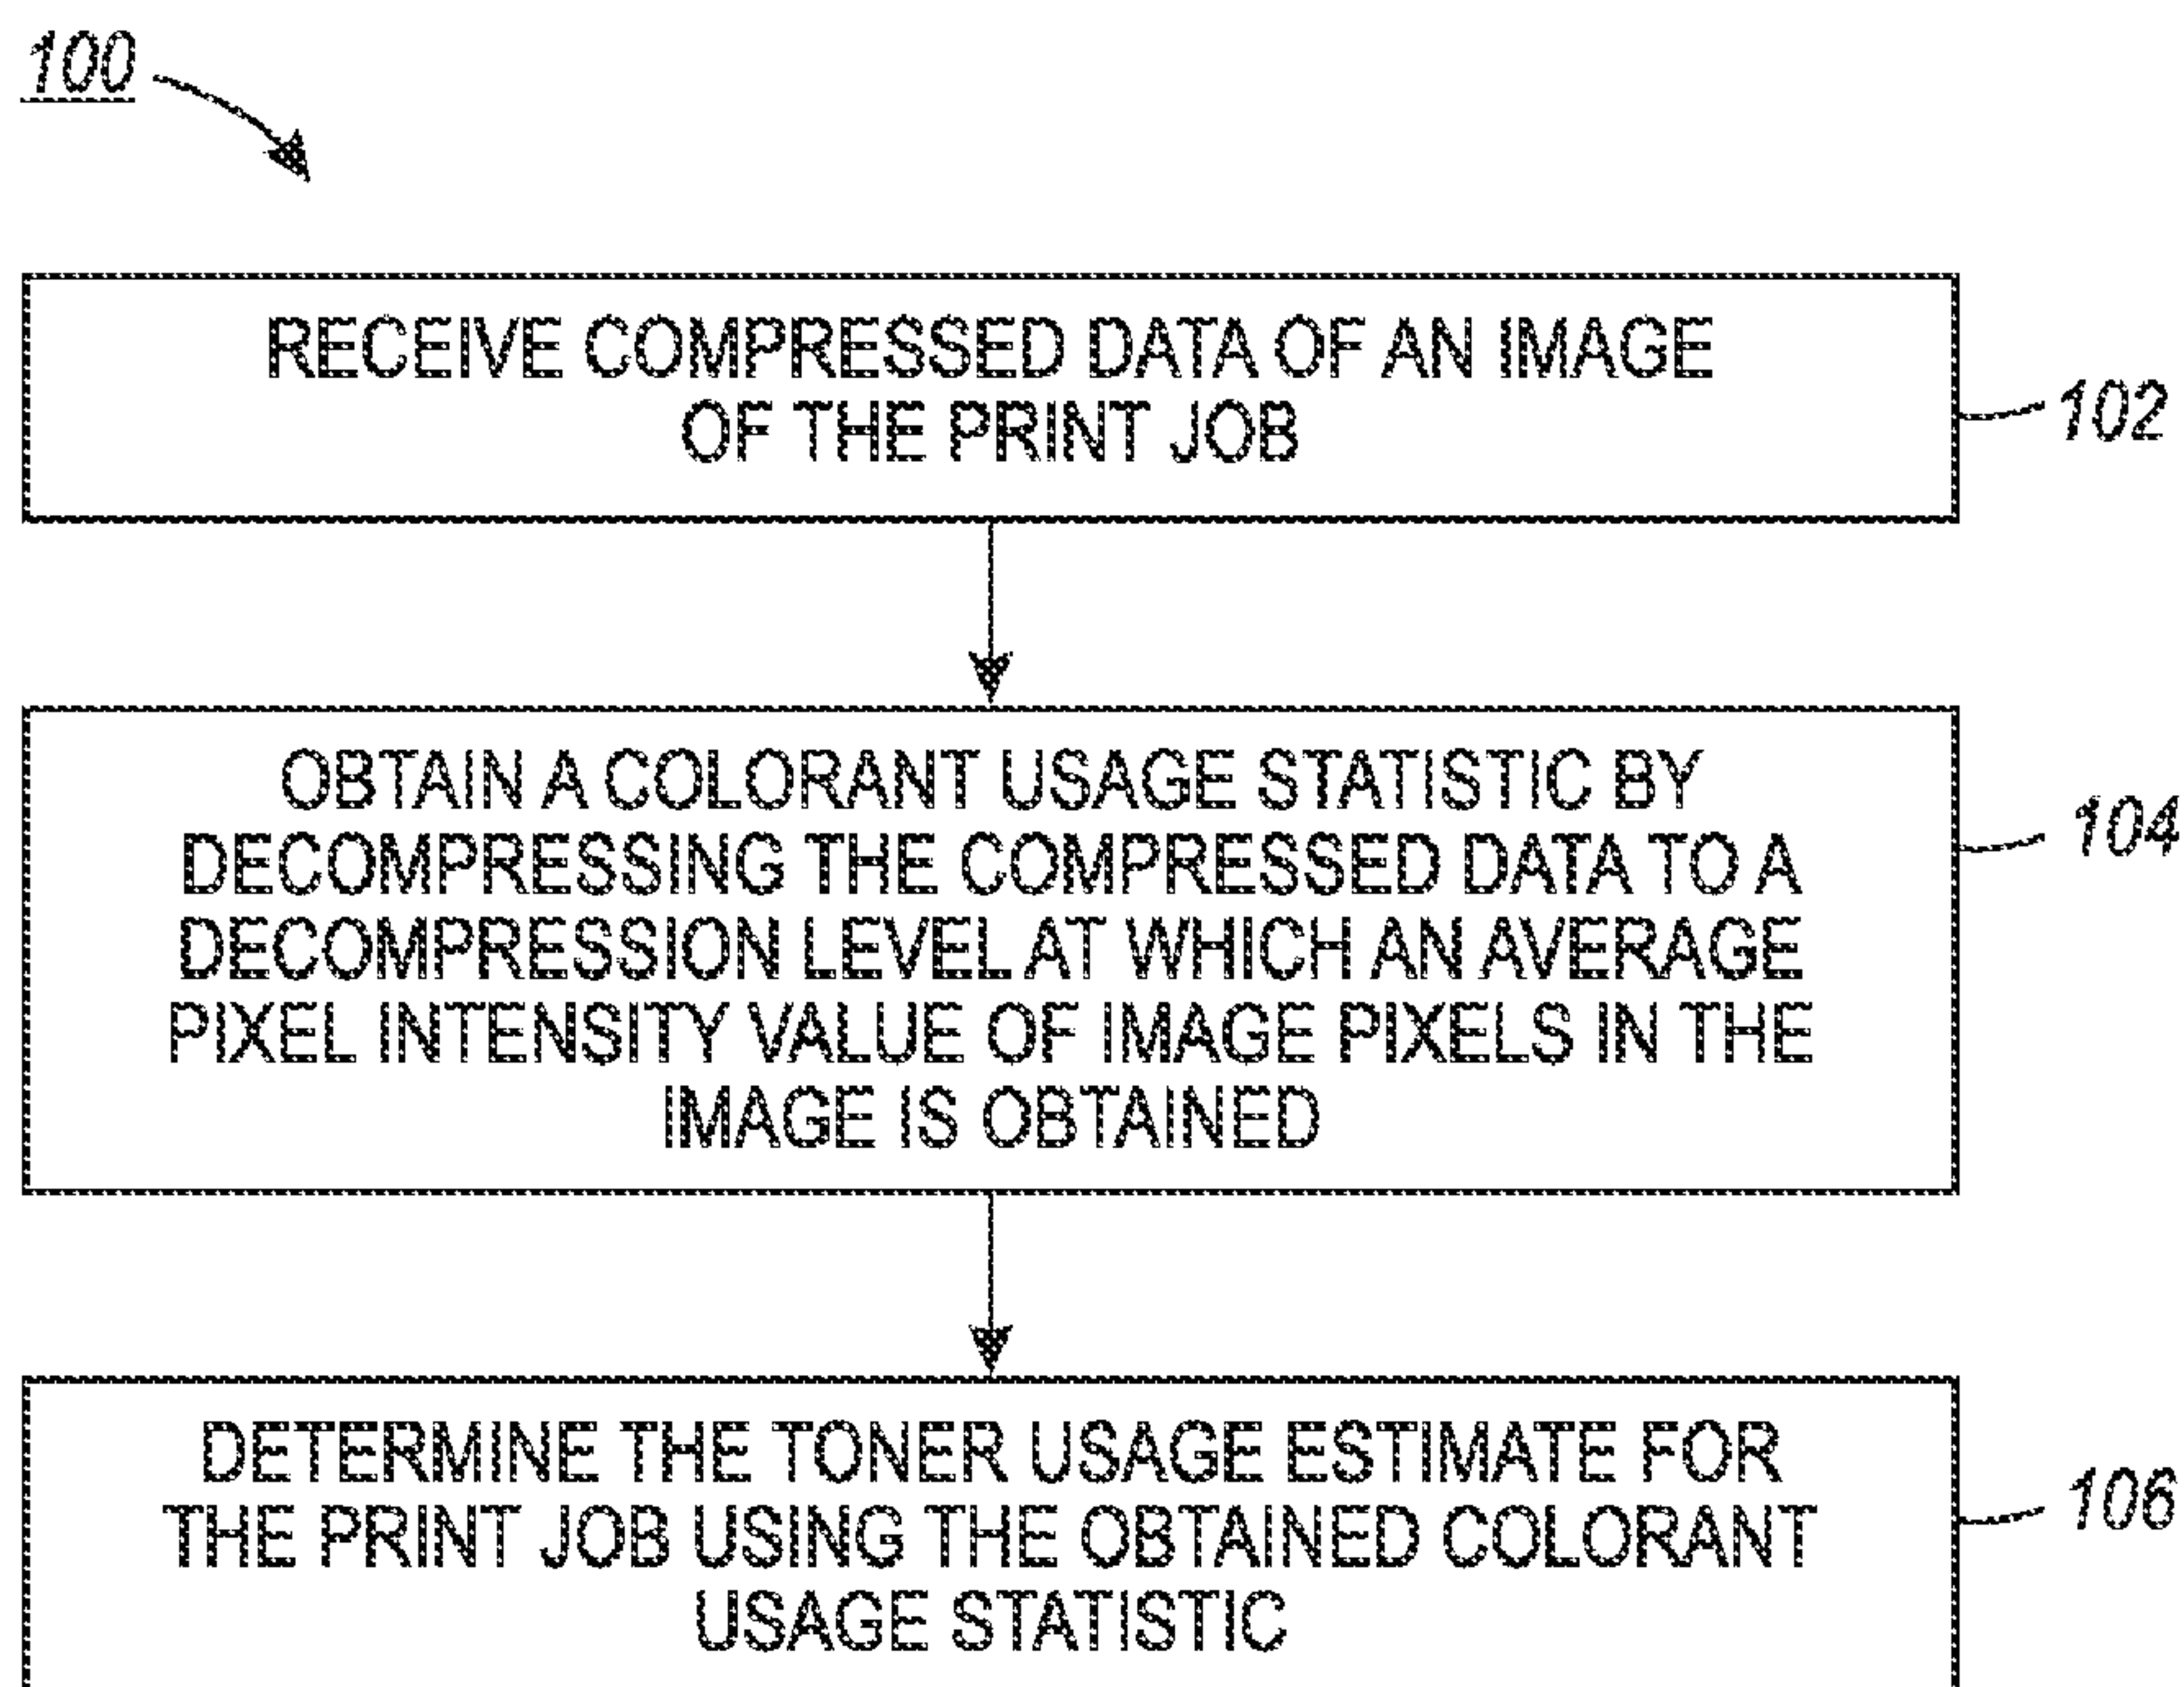 100
RECEIVE COMPRESSED DATA OF AN IMAGE
OF THE PRINT JOB
102
OBTAIN A COLORANT USAGE STATISTIC BY
DECOMPRESSING THE COMPRESSED DATA TO A
DECOMPRESSION LEVEL AT WHICH AN AVERAGE
PIXEL INTENSITY VALUE OF IMAGE PIXELS IN THE
IMAGE IS OBTAINED
104
DETERMINE THE TONER USAGE ESTIMATE FOR
THE PRINT JOB USING THE OBTAINED COLORANT
USAGE STATISTIC
106